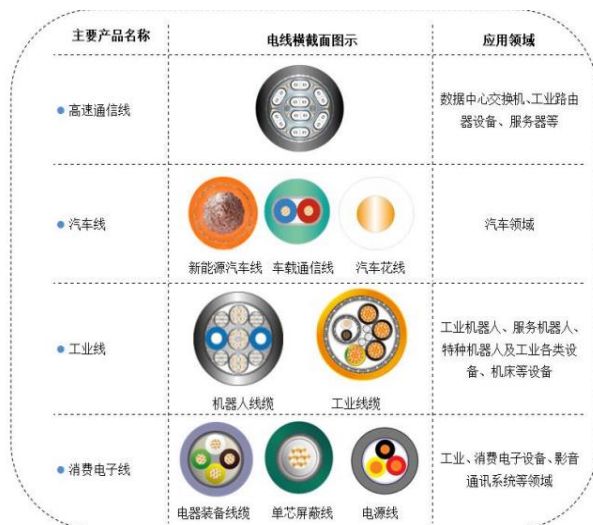 主要产品名称
电线横截面图示
应用领域
高速通信线
数据中心交换机、工业路由
器设备、服务器等
汽车线
新能源汽车线
车载通信线
汽车花线
汽车领域
工业线
机器人线缆
工业线缆
工业机器人、服务机器人、
特种机器人及工业各类设
备、机床等设备
消费电子线
电器装备线缆
单芯屏蔽线
电源线
工业、消费电子设备、影音
通讯系统等领域